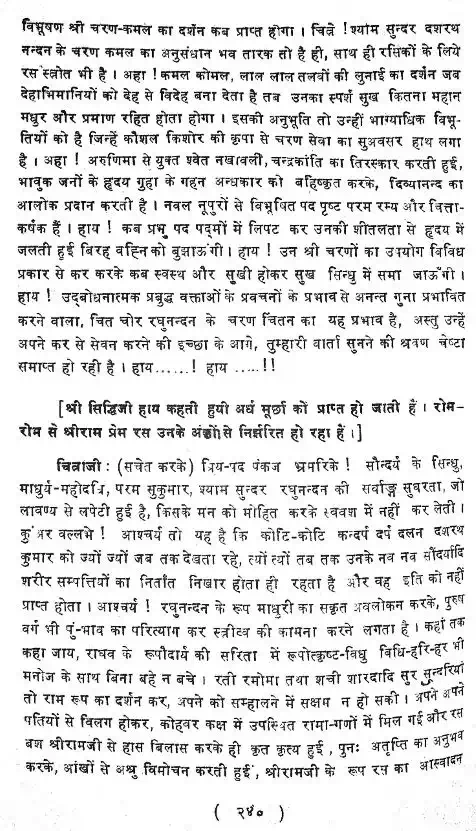 विभूषण श्री चरण-कमल का दर्शन कब प्राप्त होगा । चित्रे ! श्याम सुन्दर दशरथ
नन्दन के चरण कमल का अनुसंधान भव तारक तो है ही, साथ ही रसिकों के लिये
रस स्त्रोत भी है । अहा ! कमल कोमल, लाल लाल तलवों की लुनाई का दर्शन जब
देहाभिमानियों को बेह से विदेह बना देता है तब उनका स्पर्श सुख कितना महान
मधुर और प्रमाण रहित होता होगा । इसकी अनुभूति तो उन्हीं भाग्याधिक विभू-
तियों को है जिन्हें कौशल किशोर की कृपा से चरण सेवा का सुअवसर हाथ लगा
है । अहा ! अरुणिमा से युक्त श्वेत नखावली, चन्द्रकांति का तिरस्कार करती हुई,
भावुक जनों के हृदय गुहा के गहन अन्धकार को बहिष्कृत करके, दिव्यानन्द का
आलोक प्रदान करती है । नवल नूपुरों से विभूषित पद पृष्ट परम रम्य और चित्ता-
कर्षक हैं । हाय ! कब प्रभु पद पद्मों में लिपट कर उनकी शीतलता से हृदय में
जलती हुई बिरह वह्नि को बुझाऊंगी । हाय ! उन श्री चरणों का उपयोग विविध
प्रकार से कर करके कब स्वस्थ और सुखी होकर सुख सिन्धु में समा जाऊँगी ।
हाय ! उद्बोधनात्मक प्रबुद्ध वक्ताओं के प्रवचनों के प्रभाव से अनन्त गुना प्रभावित
करने वाला, चित चोर रघुनन्दन के चरण चिंतन का यह प्रभाव है, अस्तु उन्हें
अपने कर से सेवन करने की इच्छा के आगे, तुम्हारी वार्ता सुनने की श्रवण चेष्टा
समाप्त हो रही है । हाय......! हाय .....!!
[श्री सिद्धिजी हाय कहती हुयी अर्ध मूर्छा को प्राप्त हो जाती हैं । रोम-
रोम से श्रीराम प्रेम रस उनके अङ्गों से निर्झरित हो रहा हैं ।]
चित्राजी : (सचेत करके) प्रिय-पद पंकज भ्रमरिके ! सौन्दर्य के सिन्धु,
माधुर्य-महोदधि, परम सुकुमार, श्याम सुन्दर रघुनन्दन की सर्वाङ्ग सुघरता, जो
लावण्य से लपेटी हुई है, किसके मन को मोहित करके स्ववश में नहीं कर लेती ।
कुंअर वल्लभे ! आश्चर्य तो यह है कि कोटि-कोटि कन्दर्प दर्प दलन दशरथ
कुमार को ज्यों ज्यों जब तक देखता रहे, त्यों त्यों तब तक उनके नव नव सौंदर्यादि
शरीर सम्पत्तियों का नितांत निखार होता ही रहता है और वह इति को नहीं
प्राप्त होता । आश्चर्य ! रघुनन्दन के रूप माधुरी का सकृत अवलोकन करके, पुरुष
वर्ग भी पुं-भाव का परित्याग कर स्त्रीत्व की कामना करने लगता है । कहां तक
कहा जाय, राघव के रूपौदार्य की सरिता में रूपोत्कृष्ट-विधु विधि-हरि-हर भी
मनोज के साथ बिना बहे न बचे । रती रमोमा तथा शची शारदादि सुर सुन्दरियां
तो राम रूप का दर्शन कर, अपने को सम्हालने में सक्षम न हो सकी । अपने अपने
पतियों से विलग होकर, कोहवर कक्ष में उपस्थित रामा-गणों में मिल गई और रस
बश श्रीरामजी से हास बिलास करके ही कृत कृत्य हुई, पुनः अतृप्ति का अनुभव
करके, आंखों से अश्रु विमोचन करती हुई, श्रीरामजी के रूप रस का आस्वादन
( २४० )